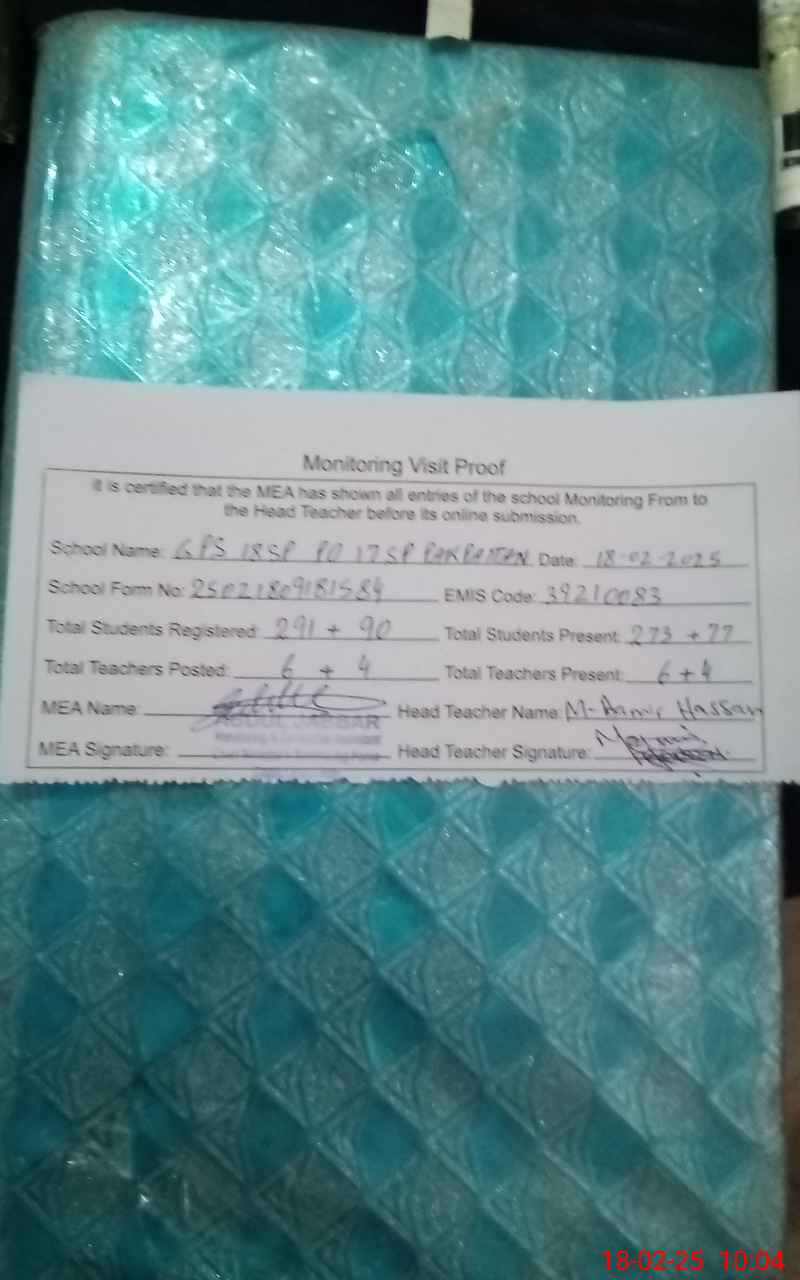 Monitoring Visit Proof
It is certified that the MEA has shown all entries of the school Monitoring From to
the Head Teacher before its online submission.
School Name: GPS 18SP PO 17SP PAKPATTAN Date: 18-02-2025
School Form No: 25021809181584 EMIS Code: 39210083
Total Students Registered: 291 + 90 Total Students Present: 273 + 77
Total Teachers Posted: 6 + 4 Total Teachers Present: 6 + 4
MEA Name: ABDUL JABBAR Head Teacher Name: M. Aamir Hassan
MEA Signature: Head Teacher Signature:
18-02-25 10:04